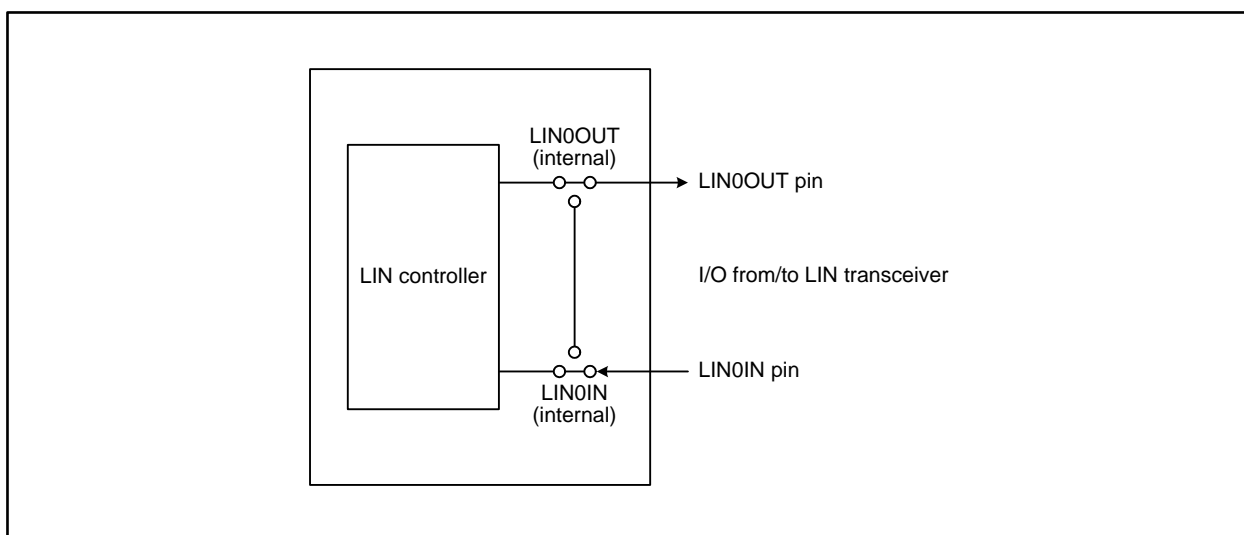 LIN0OUT
(internal)
LIN0OUT pin
LIN controller
I/O from/to LIN transceiver
LIN0IN pin
LIN0IN
(internal)